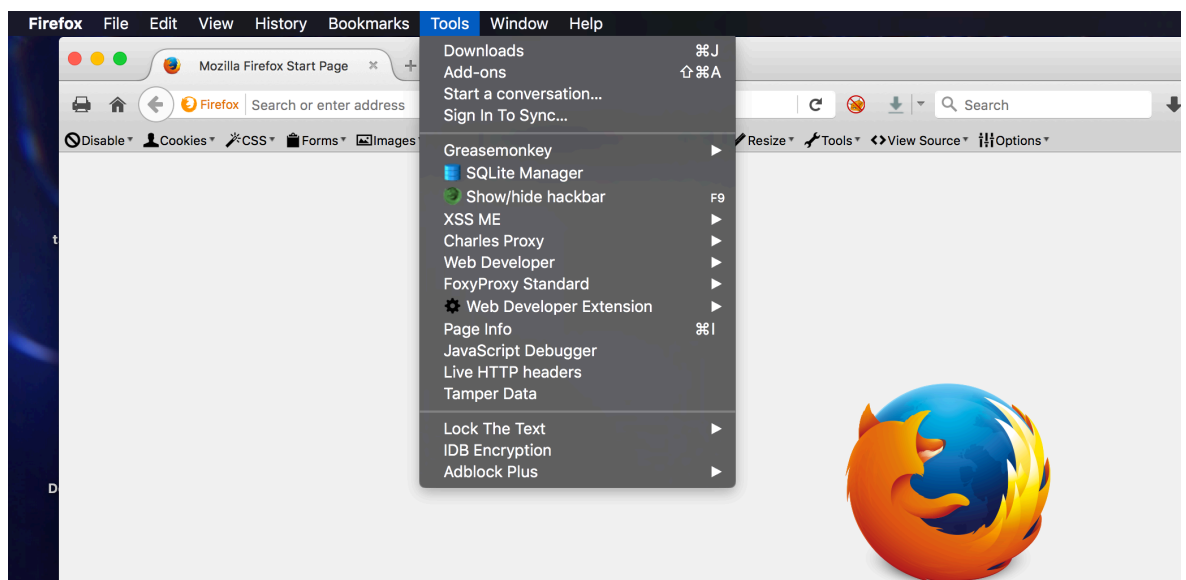 Firefox File Edit View History Bookmarks Tools Window Help
Mozilla Firefox Start Page
Firefox Search or enter address
Search
Disable Cookies CSS Forms Images
Resize Tools View Source Options
Downloads ⌘J
Add-ons ⇧⌘A
Start a conversation...
Sign In To Sync...
Greasemonkey
SQLite Manager
Show/hide hackbar F9
XSS ME
Charles Proxy
Web Developer
FoxyProxy Standard
Web Developer Extension
Page Info ⌘I
JavaScript Debugger
Live HTTP headers
Tamper Data
Lock The Text
IDB Encryption
Adblock Plus
t
D